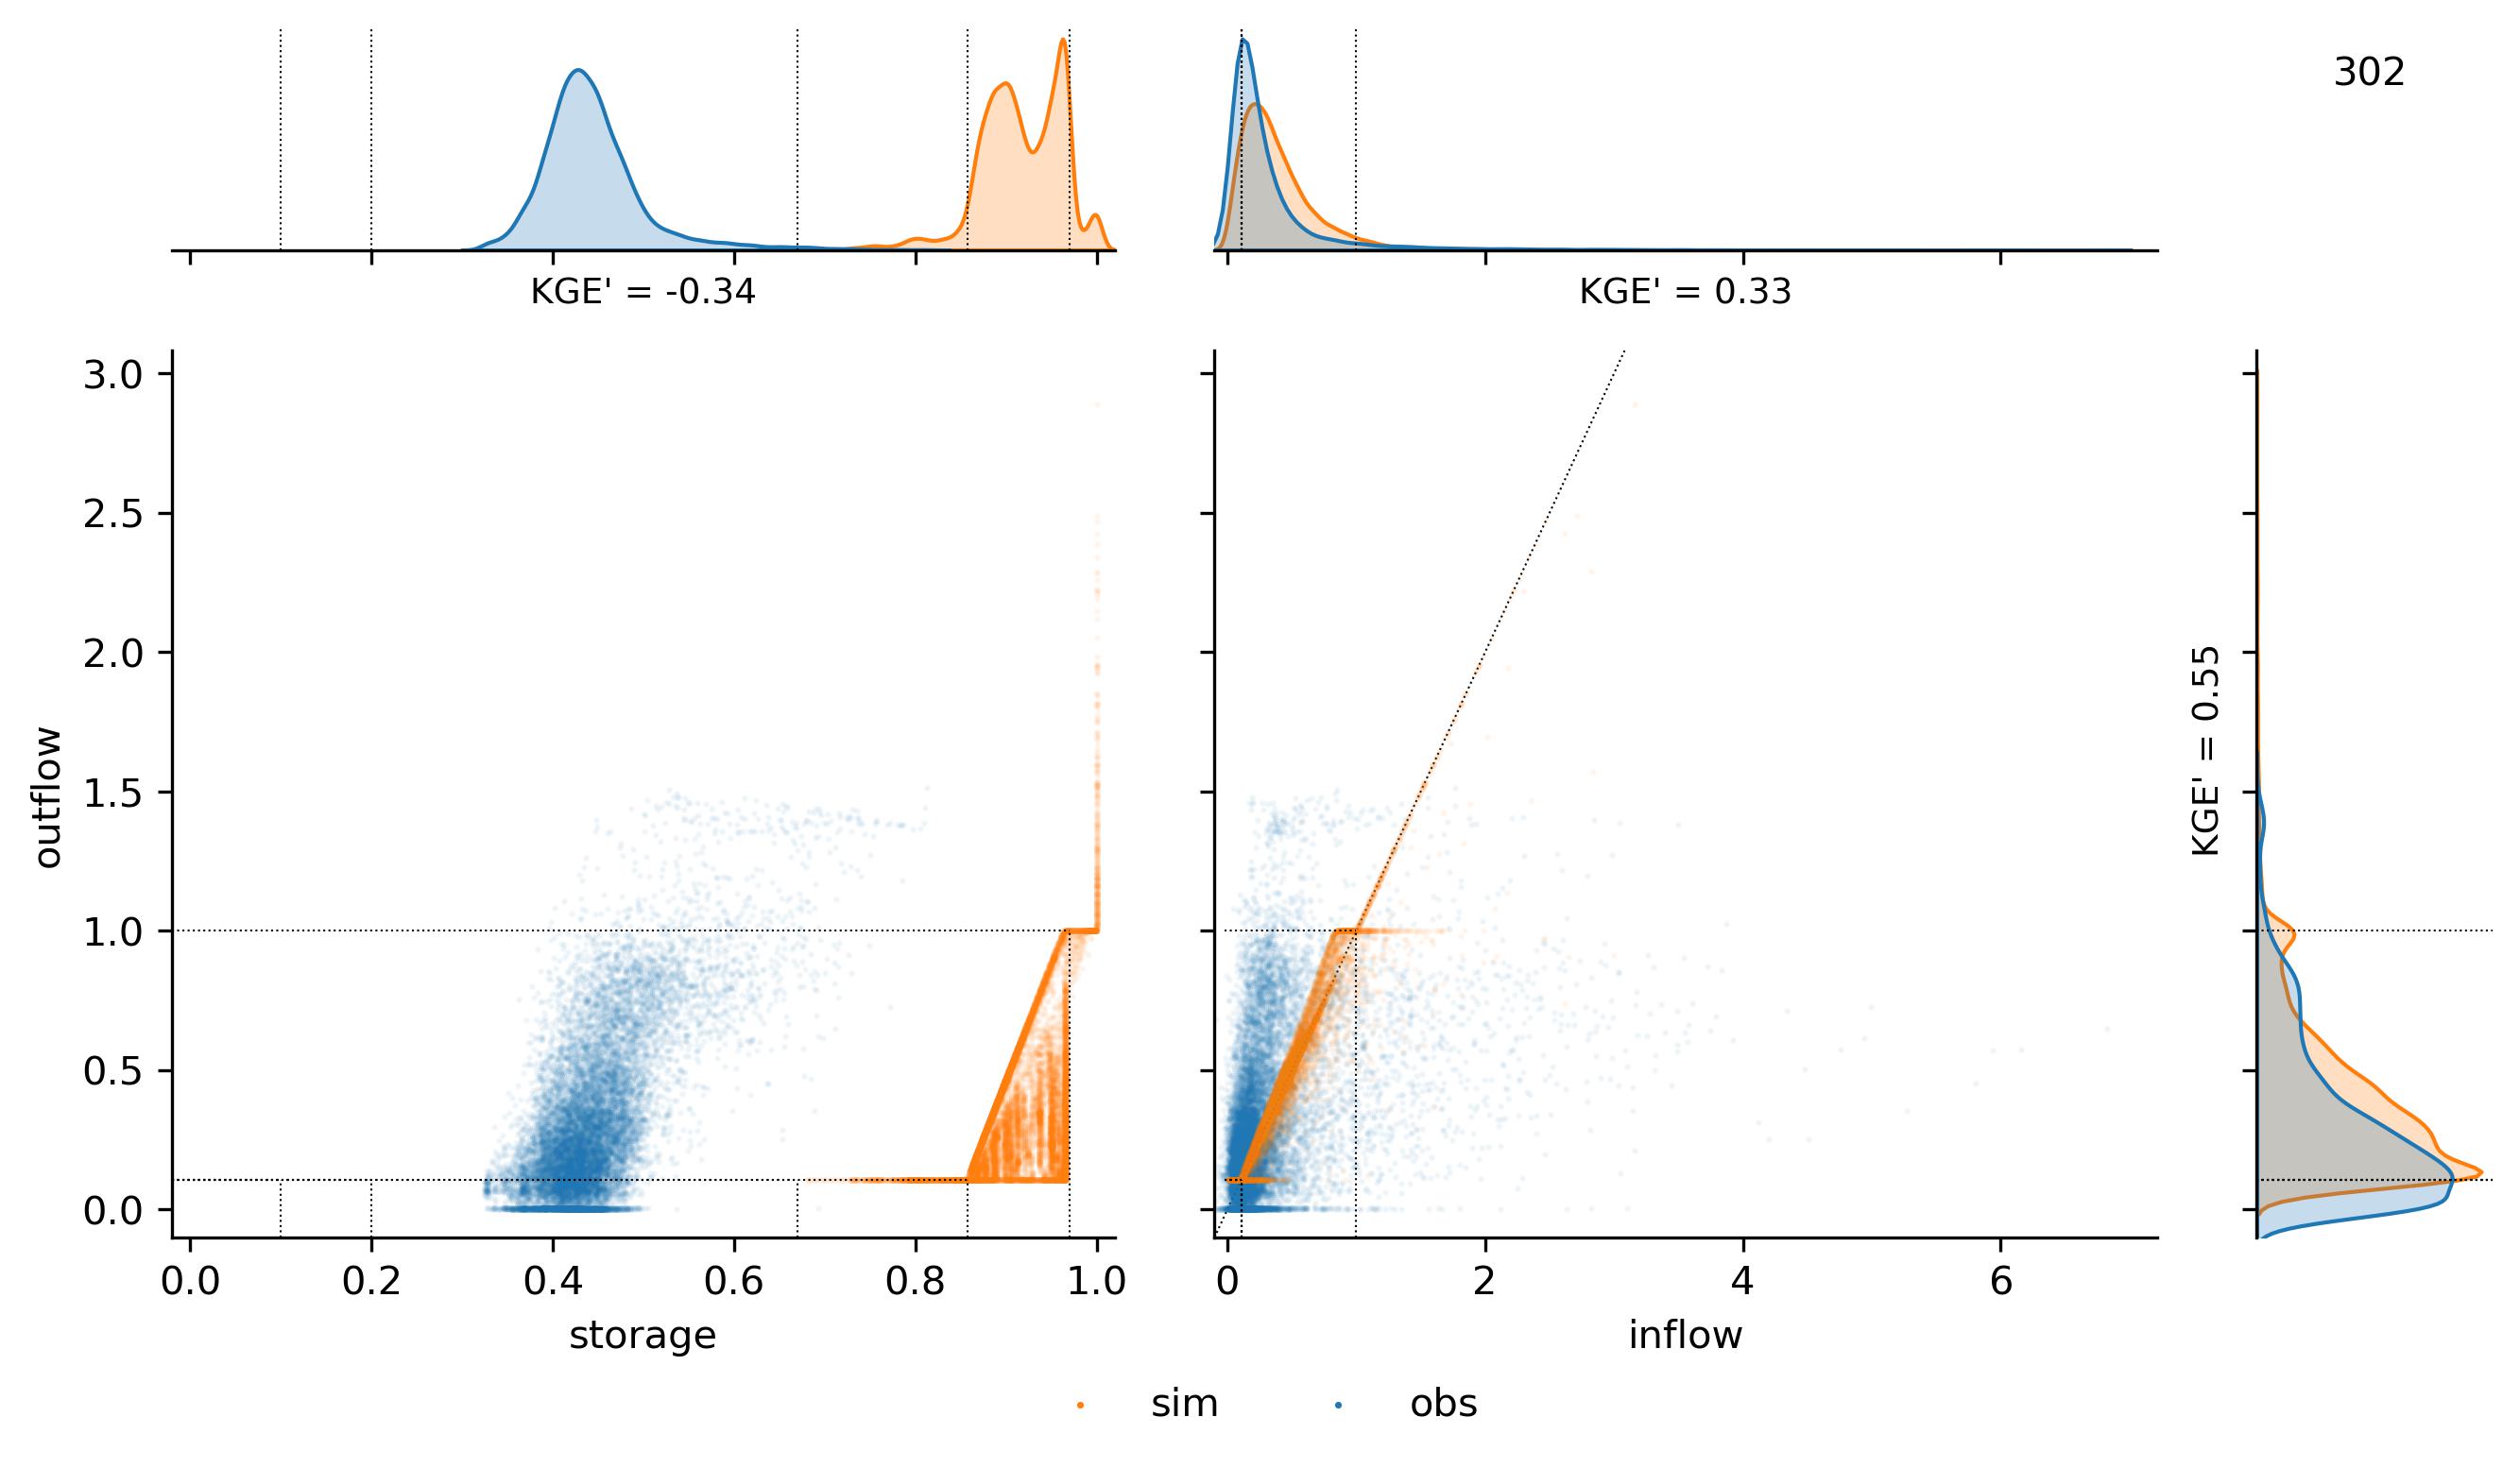 302
KGE' = -0.34
KGE' = 0.33
3.0
2.5
2.0
1.5
1.0
0.5
0.0
outflow
KGE' = 0.55
0.0 0.2 0.4 0.6 0.8 1.0
0 2 4 6
storage
inflow
sim obs